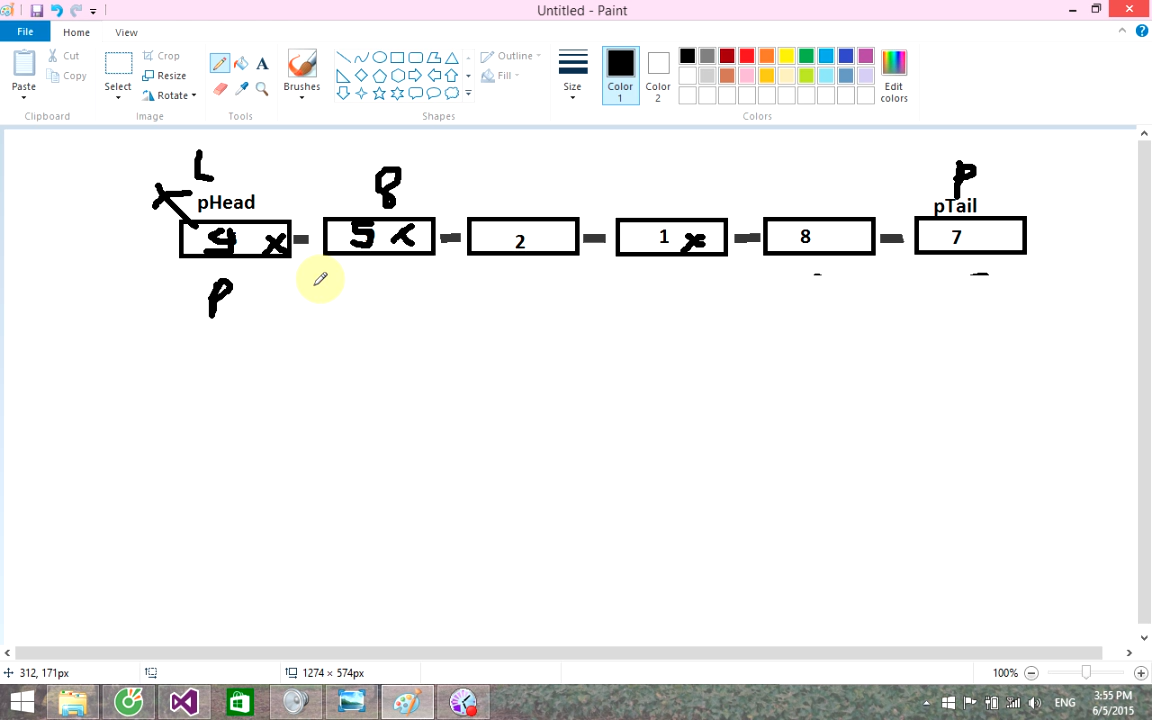 Untitled - Paint
File Home View
Paste
Cut
Copy
Clipboard
Select
Crop
Resize
Rotate
Image
A
Tools
Brushes
Shapes
Outline
Fill
Size
Color 1
Color 2
Edit colors
Colors
L
8
P
pHead
pTail
5
2
1
8
7
P
312, 171px
1274 × 574px
100%
ENG
3:55 PM
6/5/2015